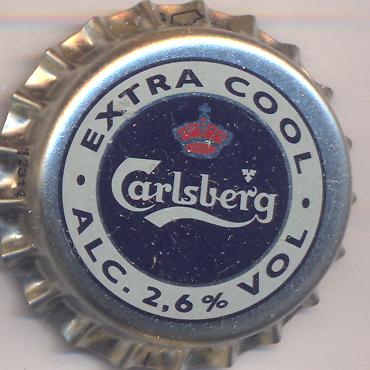 EXTRA COOL
Carlsberg
ALC. 2,6% VOL